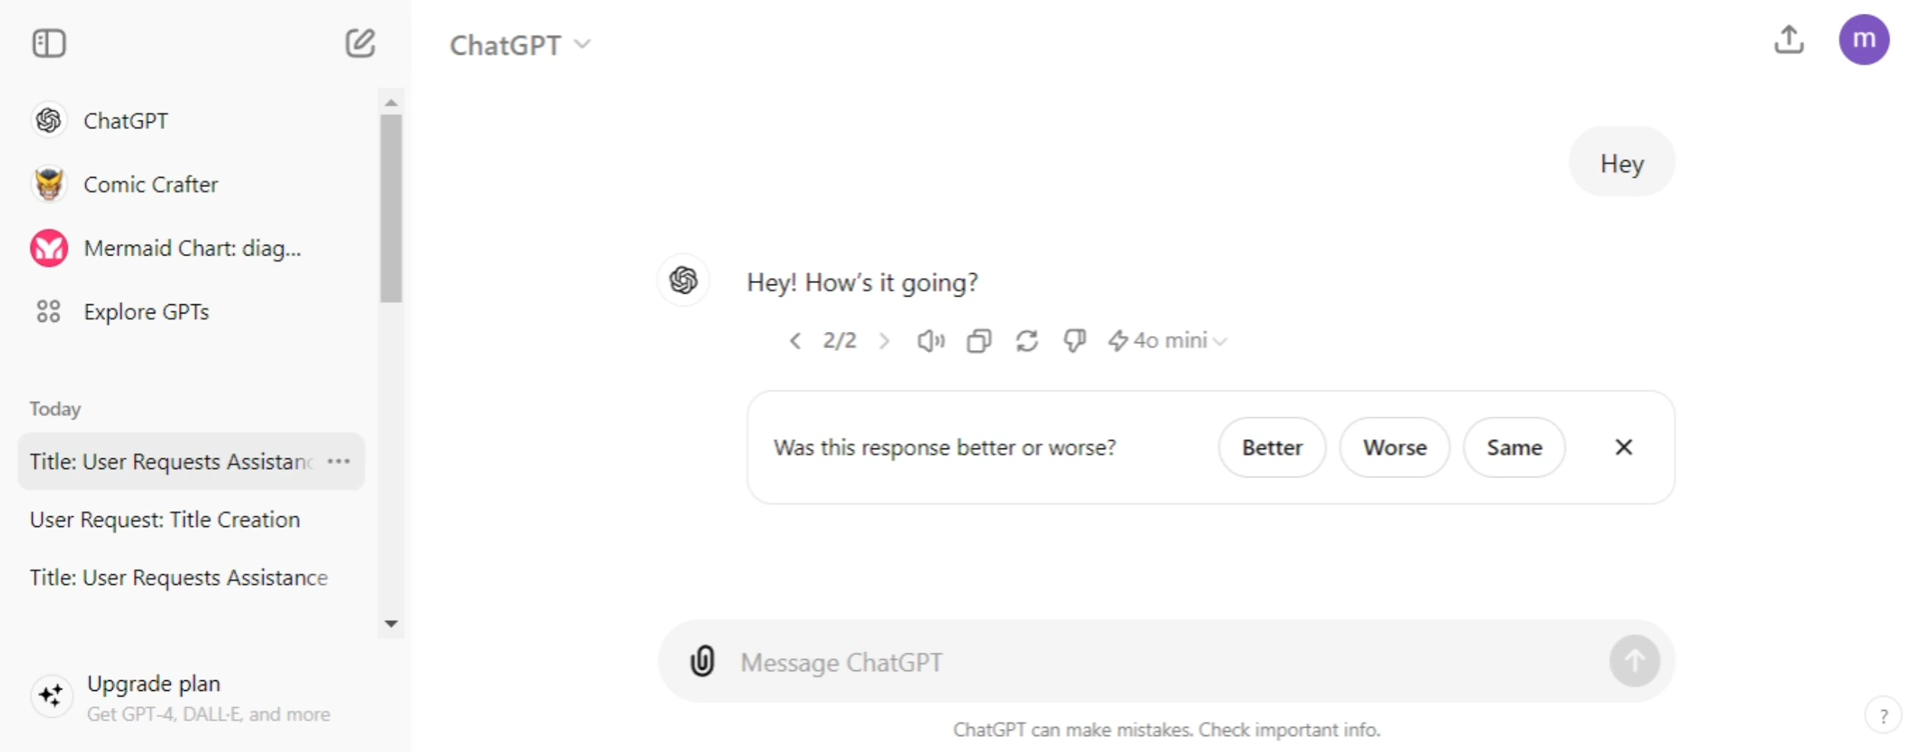 ChatGPT
m
ChatGPT
Comic Crafter
Mermaid Chart: diag...
Explore GPTs
Today
Title: User Requests Assistanc
User Request: Title Creation
Title: User Requests Assistance
Upgrade plan
Get GPT-4, DALL·E, and more
Hey
Hey! How’s it going?
2/2
4o mini
Was this response better or worse? Better Worse Same
Message ChatGPT
ChatGPT can make mistakes. Check important info.
?